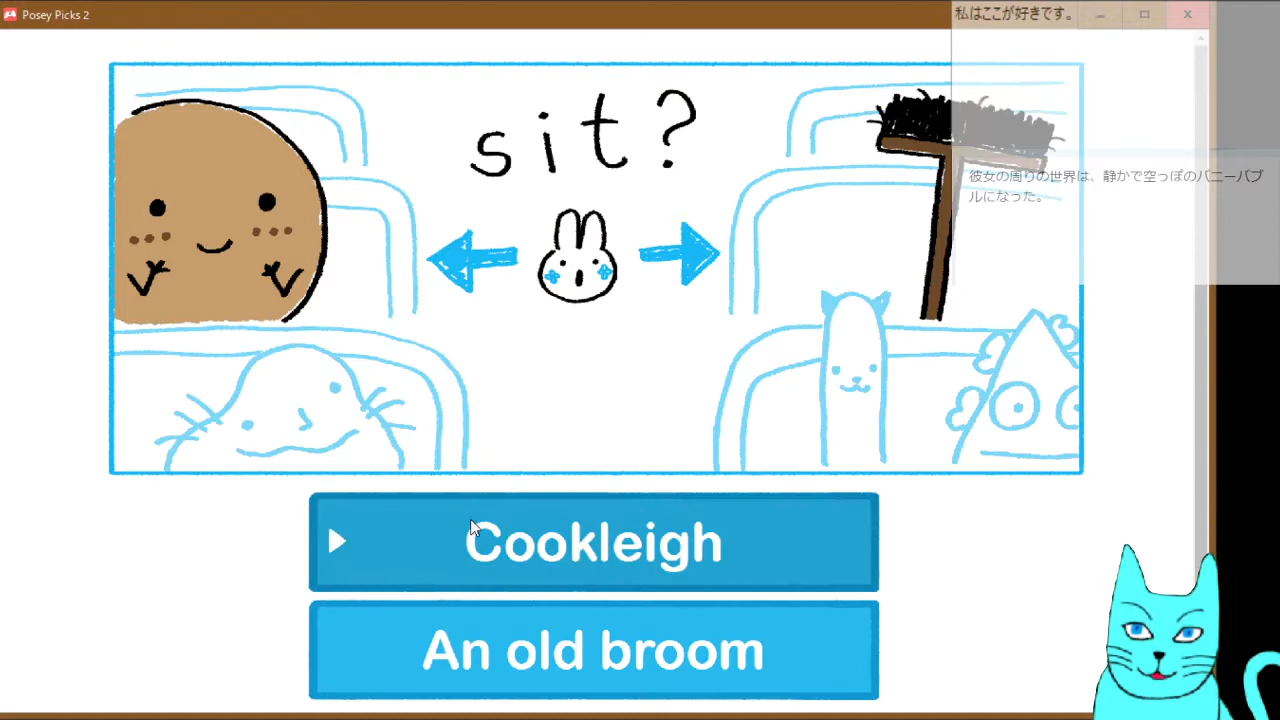 Posey Picks 2
私はここが好きです。
sit?
彼女の周りの世界は、静かで空っぽのバニーバブ
ルになった。
Cookleigh
An old broom